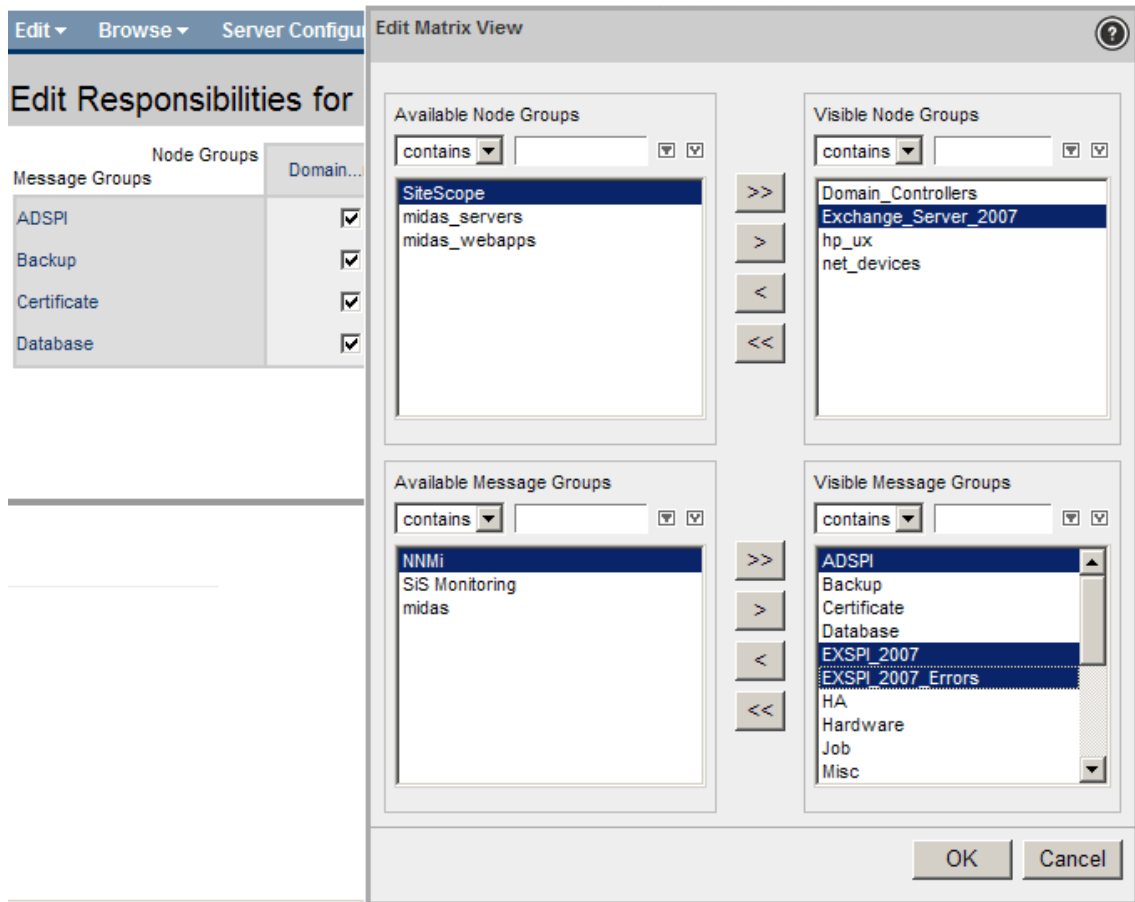 Edit Browse Server Configu
Edit Responsibilities for
Node Groups
Message Groups
Domain...
ADSPI
Backup
Certificate
Database
Edit Matrix View
?
Available Node Groups
contains
SiteScope
midas_servers
midas_webapps
>>
>
<
<<
Visible Node Groups
contains
Domain_Controllers
Exchange_Server_2007
hp_ux
net_devices
Available Message Groups
contains
NNMi
SiS Monitoring
midas
>>
>
<
<<
Visible Message Groups
contains
ADSPI
Backup
Certificate
Database
EXSPI_2007
EXSPI_2007_Errors
HA
Hardware
Job
Misc
OK Cancel